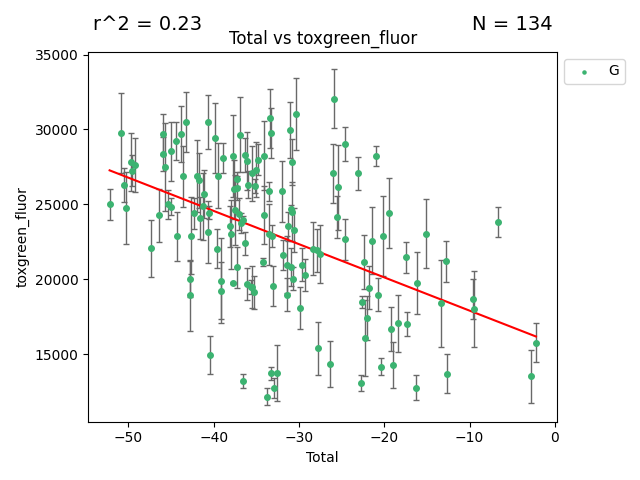 r^2 = 0.23
N = 134
Total vs toxgreen_fluor
35000
30000
25000
20000
15000
toxgreen_fluor
−50
−40
−30
−20
−10
0
Total
G